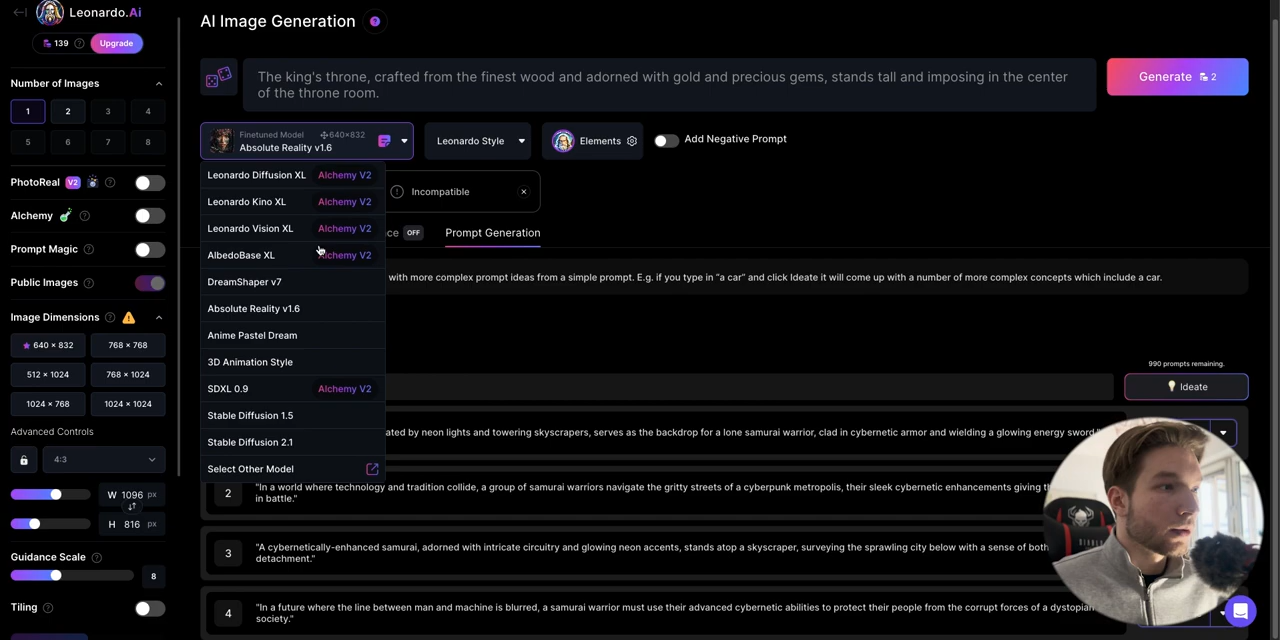 Leonardo.Ai
139
Upgrade
Number of Images
1
2
3
4
5
6
7
8
PhotoReal V2
Alchemy
Prompt Magic
Public Images
Image Dimensions
640 × 832
768 × 768
512 × 1024
768 × 1024
1024 × 768
1024 × 1024
Advanced Controls
4:3
W 1096 px
H 816 px
Guidance Scale
8
Tiling
AI Image Generation
The king's throne, crafted from the finest wood and adorned with gold and precious gems, stands tall and imposing in the center
of the throne room.
Generate 2
Finetuned Model 640×832
Absolute Reality v1.6
Leonardo Style
Elements
Add Negative Prompt
Leonardo Diffusion XL Alchemy V2
Leonardo Kino XL Alchemy V2
Leonardo Vision XL Alchemy V2
AlbedoBase XL Alchemy V2
DreamShaper v7
Absolute Reality v1.6
Anime Pastel Dream
3D Animation Style
SDXL 0.9 Alchemy V2
Stable Diffusion 1.5
Stable Diffusion 2.1
Select Other Model
Incompatible
OFF
Prompt Generation
with more complex prompt ideas from a simple prompt. E.g. if you type in "a car" and click Ideate it will come up with a number of more complex concepts which include a car.
990 prompts remaining.
Ideate
by neon lights and towering skyscrapers, serves as the backdrop for a lone samurai warrior, clad in cybernetic armor and wielding a glowing energy sword."
2
"In a world where technology and tradition collide, a group of samurai warriors navigate the gritty streets of a cyberpunk metropolis, their sleek cybernetic enhancements giving
in battle."
3
"A cybernetically-enhanced samurai, adorned with intricate circuitry and glowing neon accents, stands atop a skyscraper, surveying the sprawling city below with a sense of both
detachment."
4
"In a future where the line between man and machine is blurred, a samurai warrior must use their advanced cybernetic abilities to protect their people from the corrupt forces of a dystopian
society."